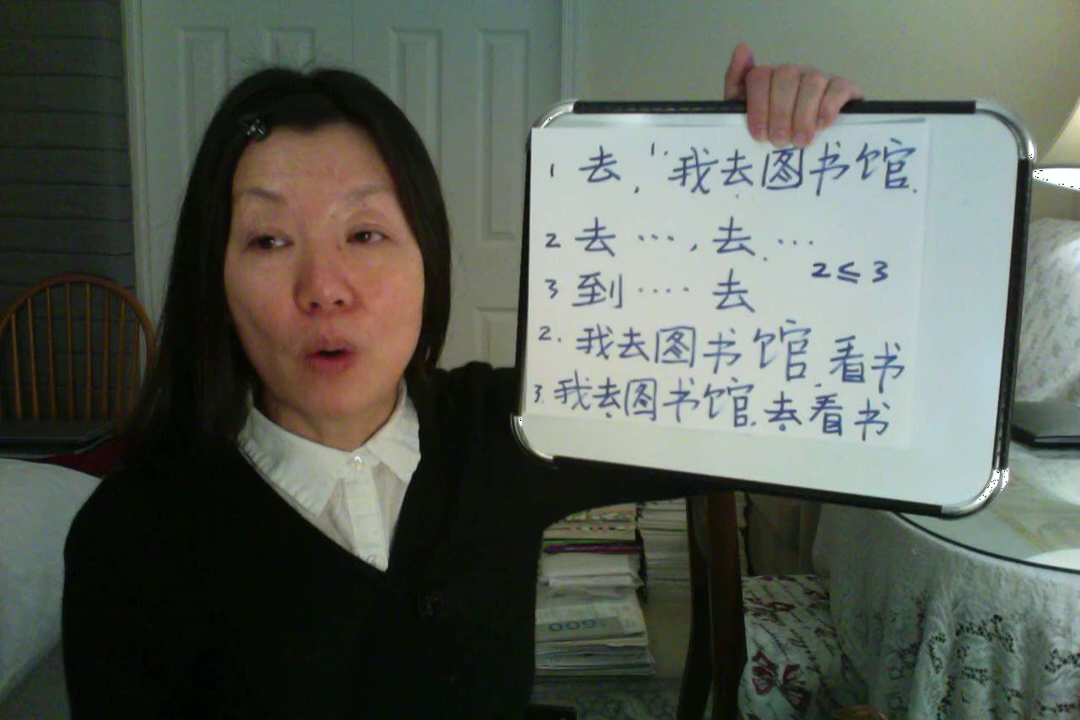 1 去, 1. 我去图书馆.
2 去 ..., 去 ...
2≤3
3 到 .... 去
2. 我去图书馆, 看书
3. 我去图书馆. 去看书